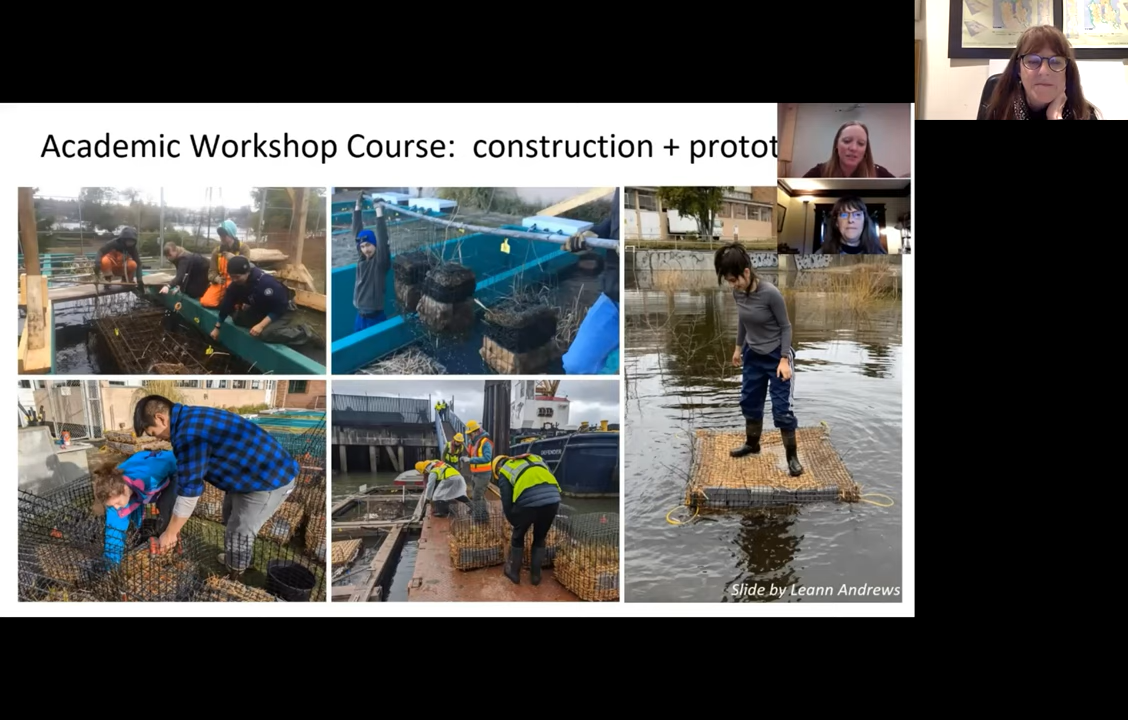 Academic Workshop Course:  construction + protot
Slide by Leann Andrews